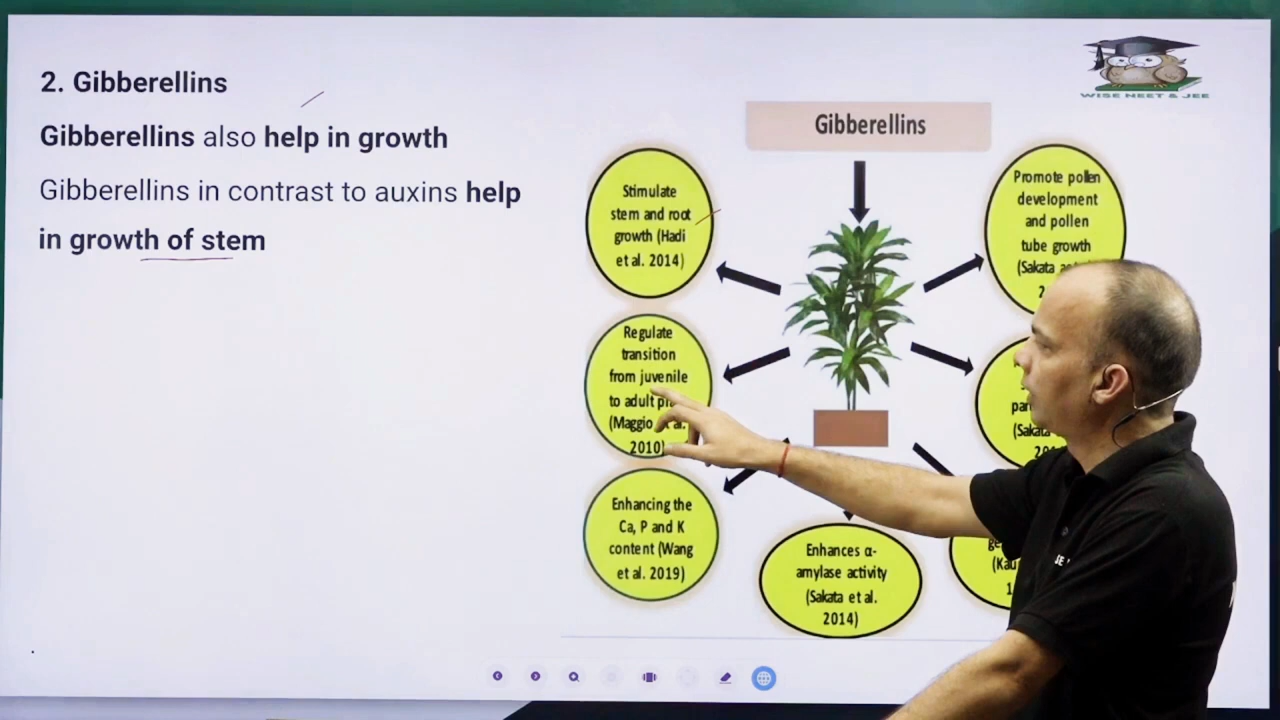 2. Gibberellins
Gibberellins also help in growth
Gibberellins in contrast to auxins help
in growth of stem
WISE NEET & JEE
Gibberellins
Stimulate
stem and root
growth (Hadi
et al. 2014)
Promote pollen
development
and pollen
tube growth
(Sakata
Regulate
transition
from juvenile
to adult
(Maggio al.
2010)
(Sakata
Enhancing the
Ca, P and K
content (Wang
et al. 2019)
Enhances α-
amylase activity
(Sakata et al.
2014)